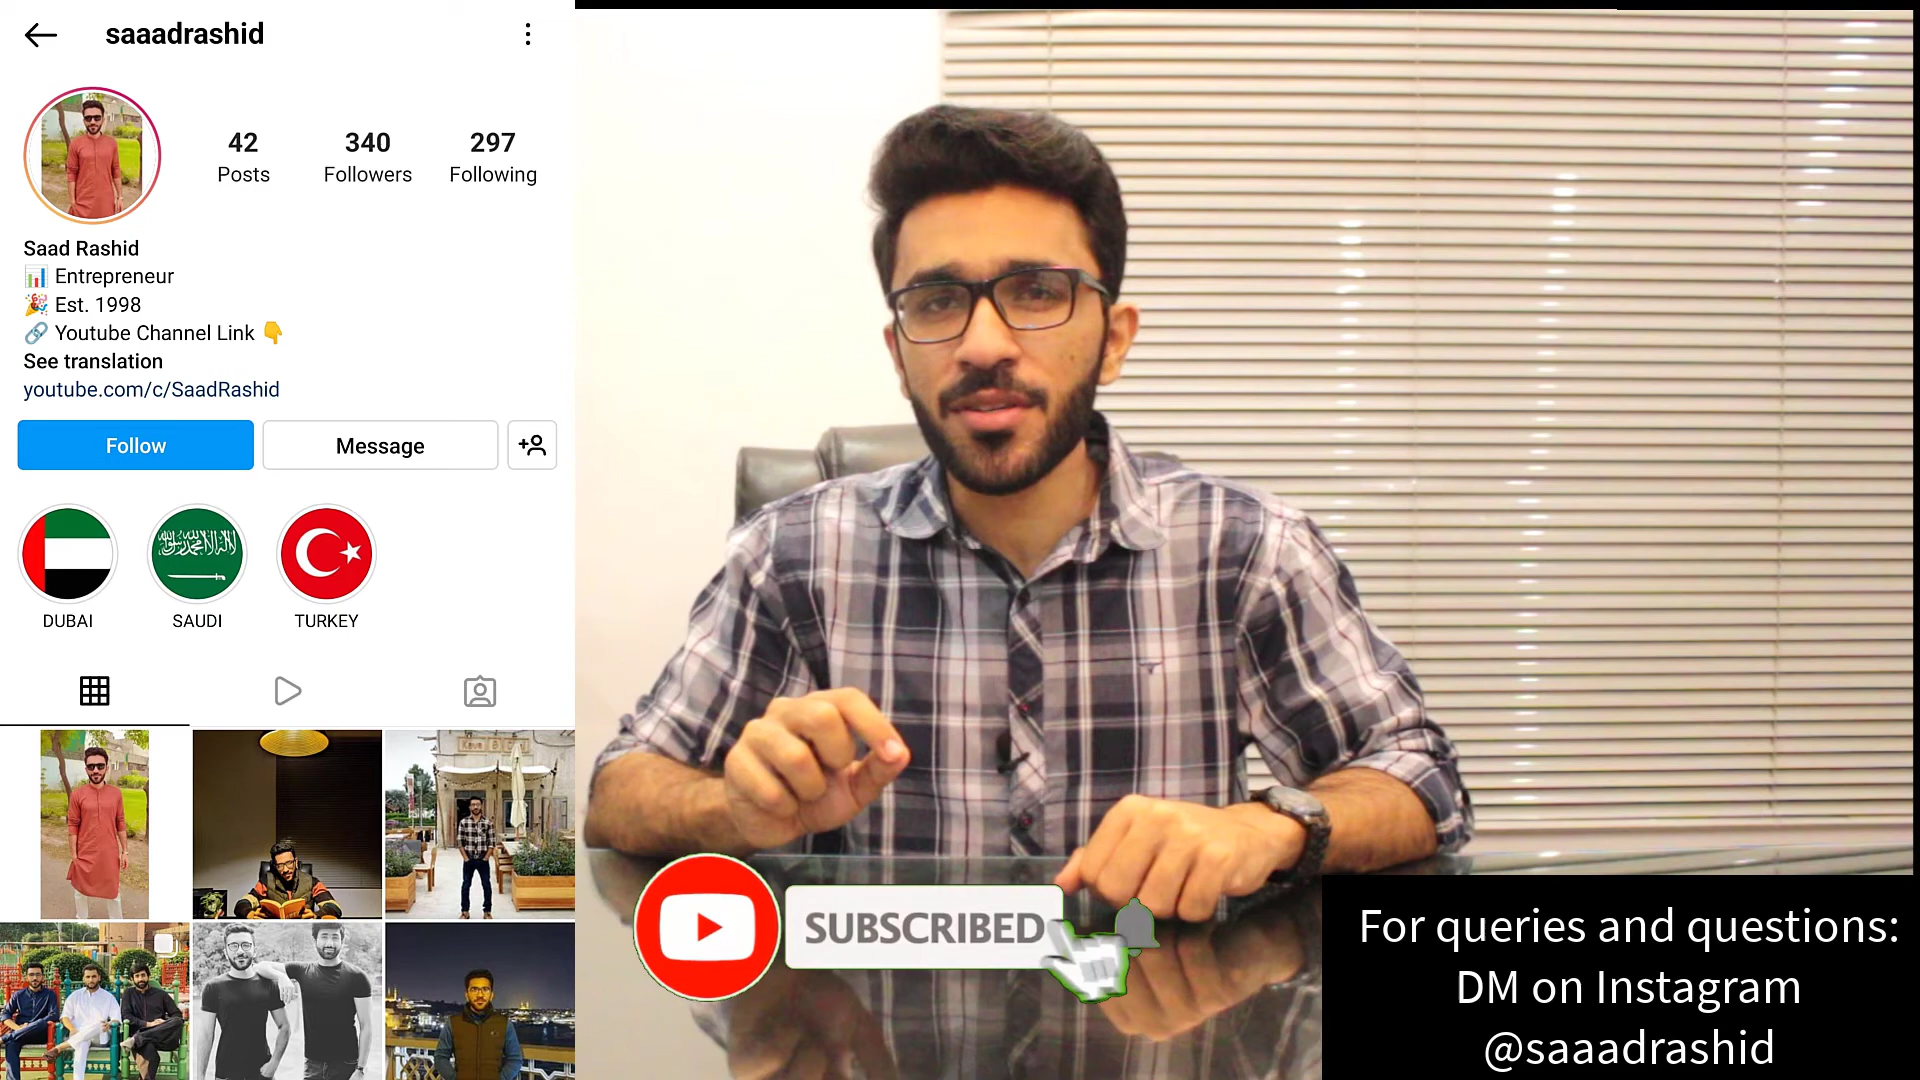 saaadrashid
42
Posts
340
Followers
297
Following
Saad Rashid
📊 Entrepreneur
🎉 Est. 1998
🔗 Youtube Channel Link 👇
See translation
youtube.com/c/SaadRashid
Follow
Message
DUBAI
SAUDI
TURKEY
SUBSCRIBED
For queries and questions:
DM on Instagram
@saaadrashid